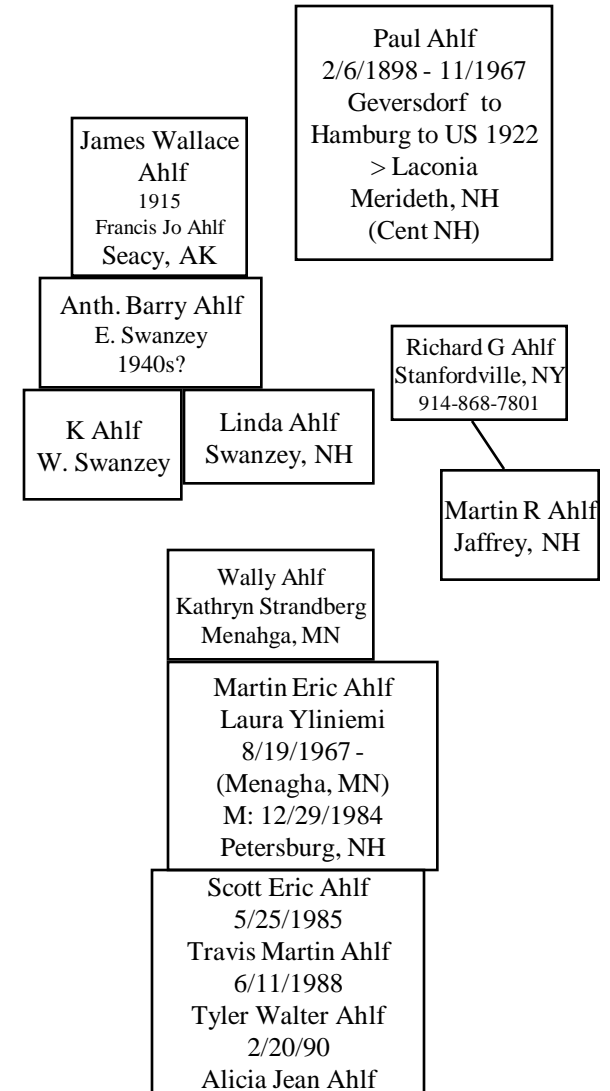 Paul Ahlf
2/6/1898 - 11/1967
Geversdorf to
Hamburg to US 1922
> Laconia
Merideth, NH
(Cent NH)
James Wallace
Ahlf
1915
Francis Jo Ahlf
Seacy, AK
Anth. Barry Ahlf
E. Swanzey
1940s?
K Ahlf
W. Swanzey
Linda Ahlf
Swanzey, NH
Richard G Ahlf
Stanfordville, NY
914-868-7801
Martin R Ahlf
Jaffrey, NH
Wally Ahlf
Kathryn Strandberg
Menahga, MN
Martin Eric Ahlf
Laura Yliniemi
8/19/1967 -
(Menagha, MN)
M: 12/29/1984
Petersburg, NH
Scott Eric Ahlf
5/25/1985
Travis Martin Ahlf
6/11/1988
Tyler Walter Ahlf
2/20/90
Alicia Jean Ahlf